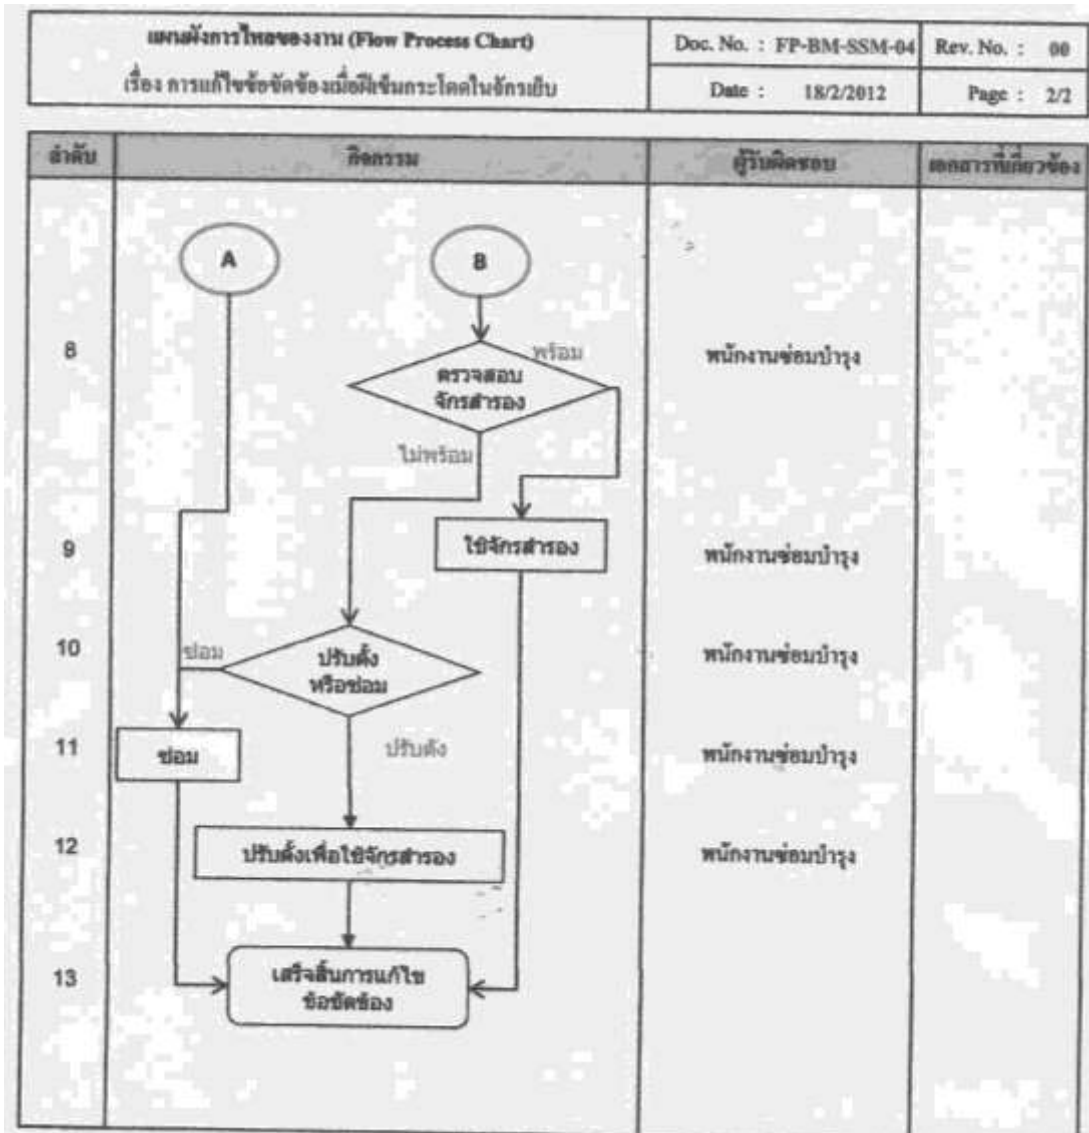 แผนผังการไหลของงาน (Flow Process Chart)
Doc. No. : FP-BM-SSM-04
Rev. No. : 00
เรื่อง การแก้ไขข้อขัดข้องเมื่อฝีเข็มกระโดดในจักรเย็บ
Date : 18/2/2012
Page : 2/2
ลำดับ
กิจกรรม
ผู้รับผิดชอบ
เอกสารที่เกี่ยวข้อง
A
B
8
พร้อม
ตรวจสอบ
จักรสำรอง
พนักงานซ่อมบำรุง
ไม่พร้อม
9
ใช้จักรสำรอง
พนักงานซ่อมบำรุง
10
ซ่อม
ปรับตั้ง
หรือซ่อม
พนักงานซ่อมบำรุง
11
ซ่อม
ปรับตั้ง
พนักงานซ่อมบำรุง
12
ปรับตั้งเพื่อใช้จักรสำรอง
พนักงานซ่อมบำรุง
13
เสร็จสิ้นการแก้ไข
ข้อขัดข้อง